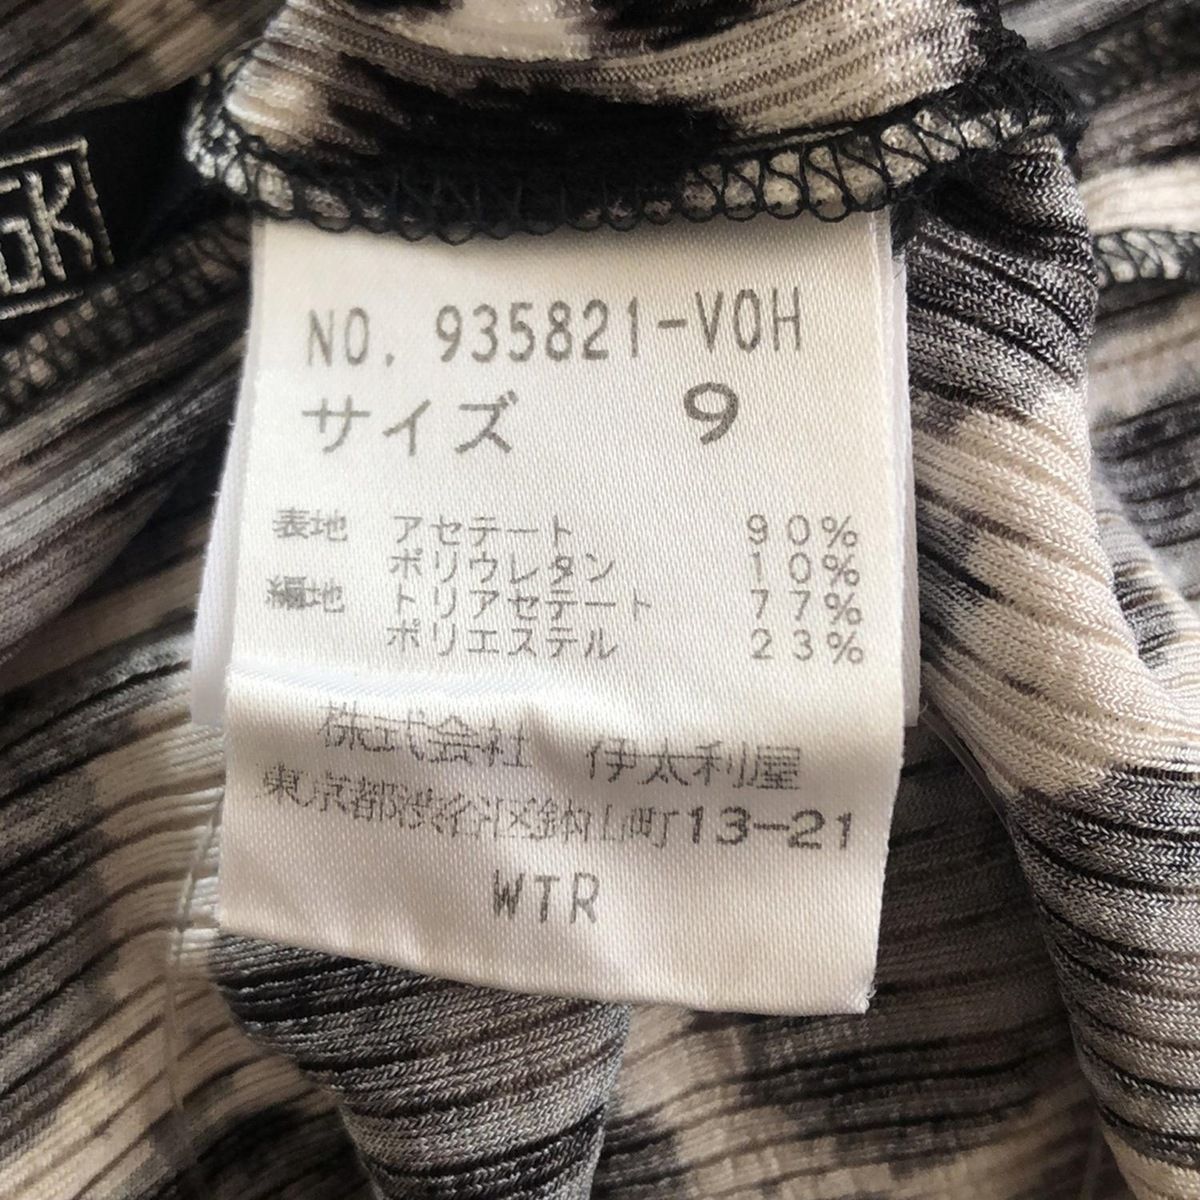 GK
NO. 935821-VOH
サイズ 9
表地 アセテート 90%
ポリウレタン 10%
編地 トリアセテート 77%
ポリエステル 23%
株式会社 伊太利屋
東京都渋谷区鉢山町13-21
WTR